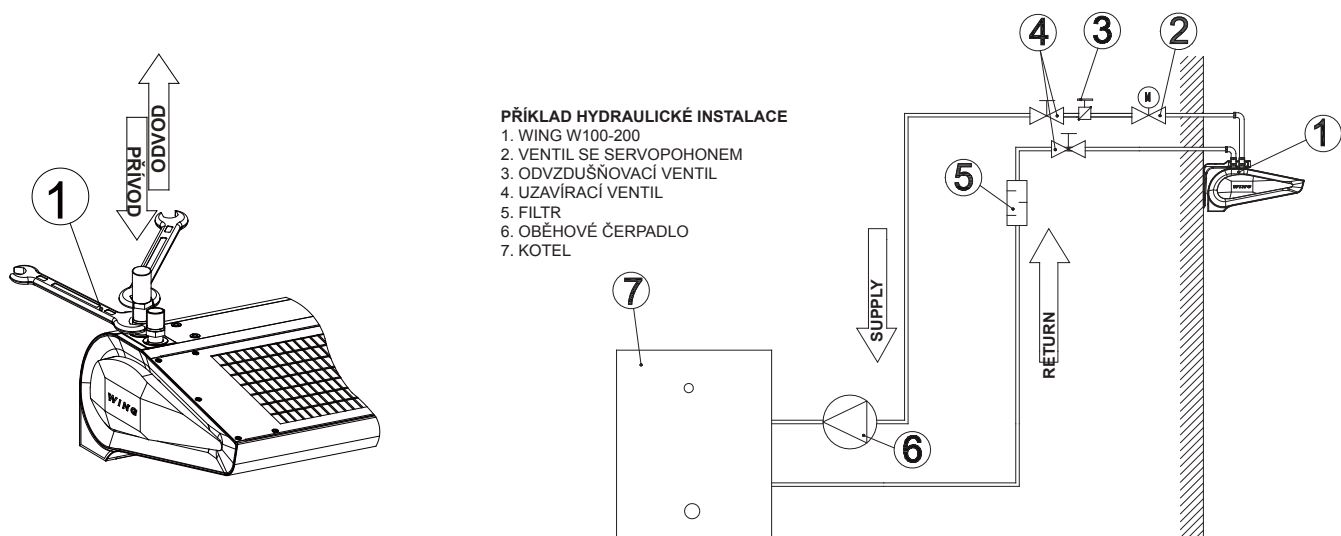 ODVOD
PŘÍVOD
1
WING
PŘÍKLAD HYDRAULICKÉ INSTALACE
1. WING W100-200
2. VENTIL SE SERVOPOHONEM
3. ODVZDUŠŇOVACÍ VENTIL
4. UZAVÍRACÍ VENTIL
5. FILTR
6. OBĚHOVÉ ČERPADLO
7. KOTEL
4
3
2
M
1
WING
5
SUPPLY
RETURN
7
6